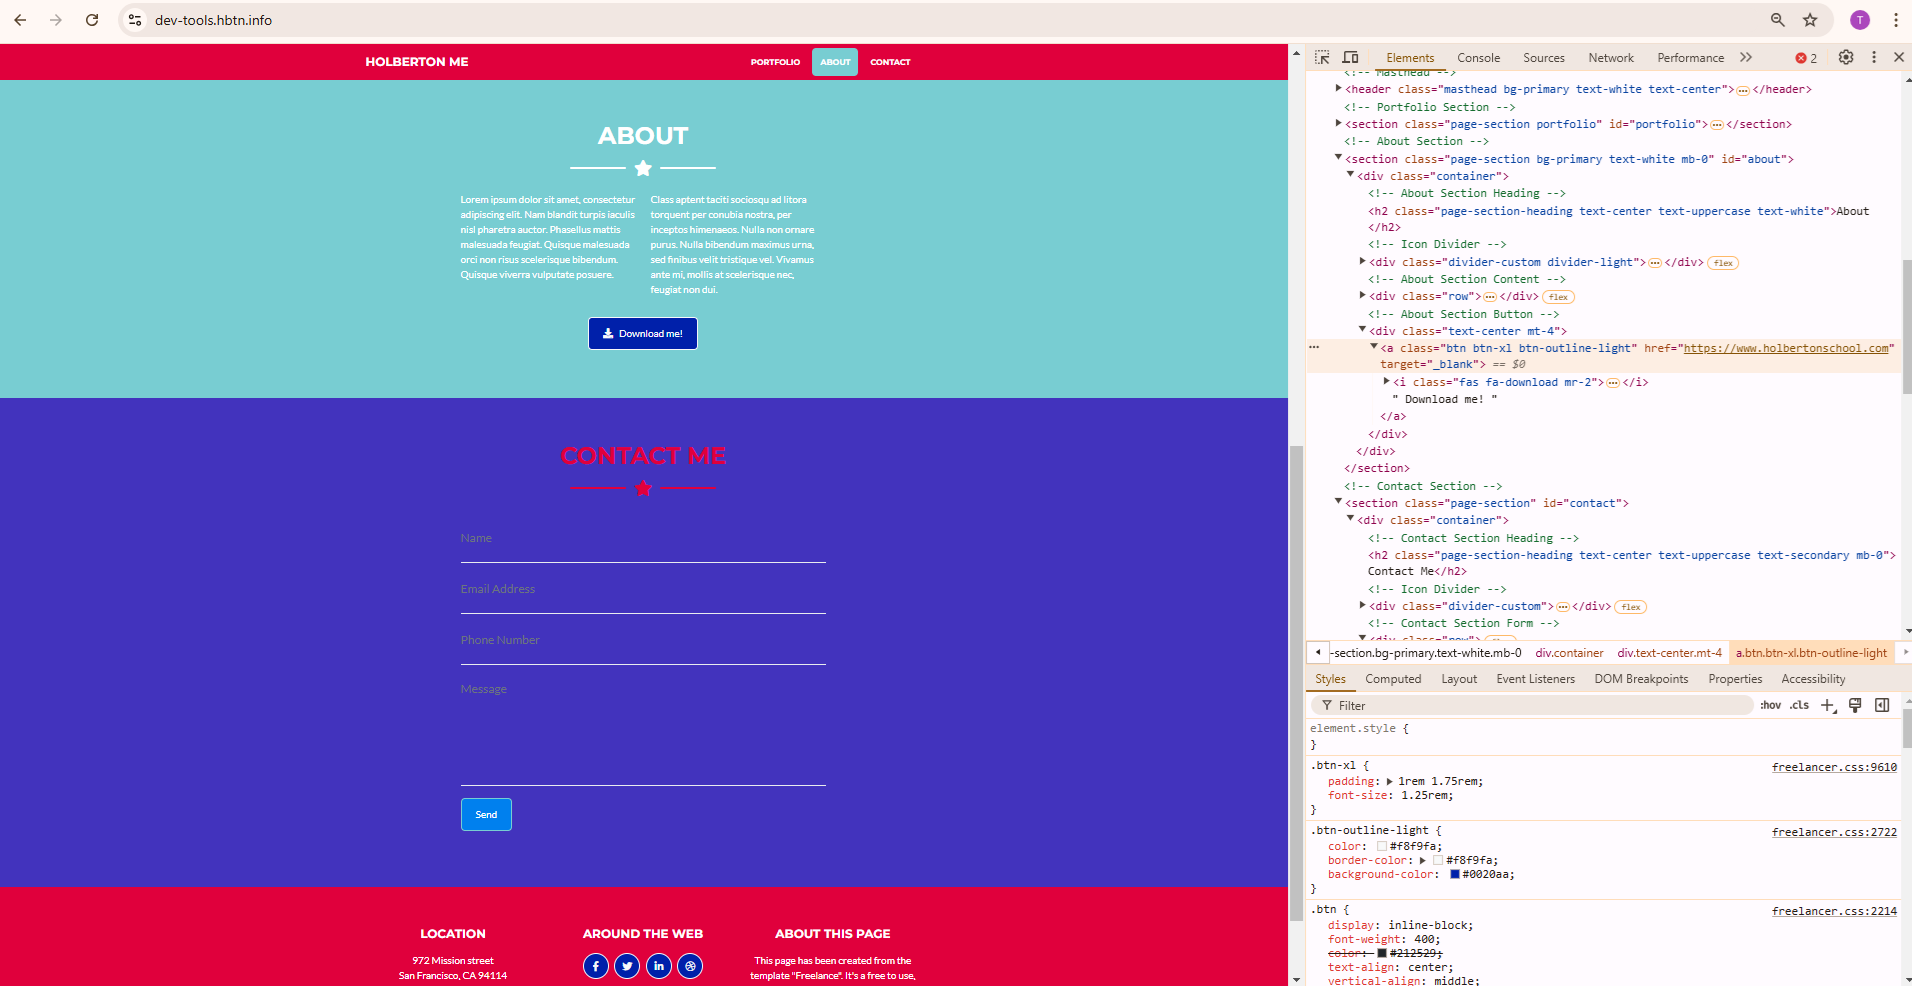 dev-tools.hbtn.info
T
HOLBERTON ME
PORTFOLIO
ABOUT
CONTACT
ABOUT
Lorem ipsum dolor sit amet, consectetur
adipiscing elit. Nam blandit turpis iaculis
nisl pharetra auctor. Phasellus mattis
malesuada feugiat. Quisque malesuada
orci non risus scelerisque bibendum.
Quisque viverra vulputate posuere.
Class aptent taciti sociosqu ad litora
torquent per conubia nostra, per
inceptos himenaeos. Nulla non ornare
purus. Nulla bibendum maximus urna,
sed finibus velit tristique vel. Vivamus
ante mi, mollis at scelerisque nec,
feugiat non dui.
Download me!
CONTACT ME
Name
Email Address
Phone Number
Message
Send
LOCATION
972 Mission street
San Francisco, CA 94114
AROUND THE WEB
ABOUT THIS PAGE
This page has been created from the
template "Freelance". It's a free to use,
Elements
Console
Sources
Network
Performance
2
<!-- Masthead -->
<header class="masthead bg-primary text-white text-center">…</header>
<!-- Portfolio Section -->
<section class="page-section portfolio" id="portfolio">…</section>
<!-- About Section -->
<section class="page-section bg-primary text-white mb-0" id="about">
<div class="container">
<!-- About Section Heading -->
<h2 class="page-section-heading text-center text-uppercase text-white">About
</h2>
<!-- Icon Divider -->
<div class="divider-custom divider-light">…</div> flex
<!-- About Section Content -->
<div class="row">…</div> flex
<!-- About Section Button -->
<div class="text-center mt-4">
<a class="btn btn-xl btn-outline-light" href="https://www.holbertonschool.com"
target="_blank"> == $0
<i class="fas fa-download mr-2">…</i>
" Download me! "
</a>
</div>
</div>
</section>
<!-- Contact Section -->
<section class="page-section" id="contact">
<div class="container">
<!-- Contact Section Heading -->
<h2 class="page-section-heading text-center text-uppercase text-secondary mb-0">
Contact Me</h2>
<!-- Icon Divider -->
<div class="divider-custom">…</div> flex
<!-- Contact Section Form -->
<div class="row">
-section.bg-primary.text-white.mb-0
div.container
div.text-center.mt-4
a.btn.btn-xl.btn-outline-light
Styles
Computed
Layout
Event Listeners
DOM Breakpoints
Properties
Accessibility
Filter
:hov
.cls
element.style {
}
.btn-xl {
freelancer.css:9610
padding: 1rem 1.75rem;
font-size: 1.25rem;
}
.btn-outline-light {
freelancer.css:2722
color: #f8f9fa;
border-color: #f8f9fa;
background-color: #0020aa;
}
.btn {
freelancer.css:2214
display: inline-block;
font-weight: 400;
color: #212529;
text-align: center;
vertical-align: middle;